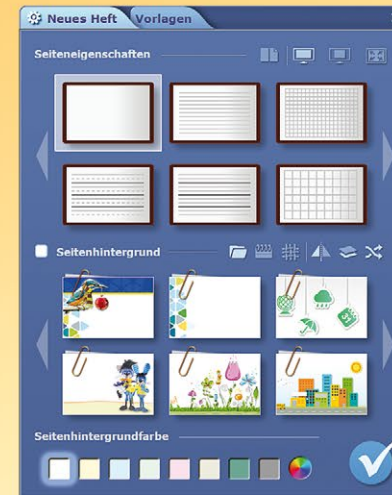 Neues Heft Vorlagen
Seiteneigenschaften
Seitenhintergrund
Seitenhintergrundfarbe